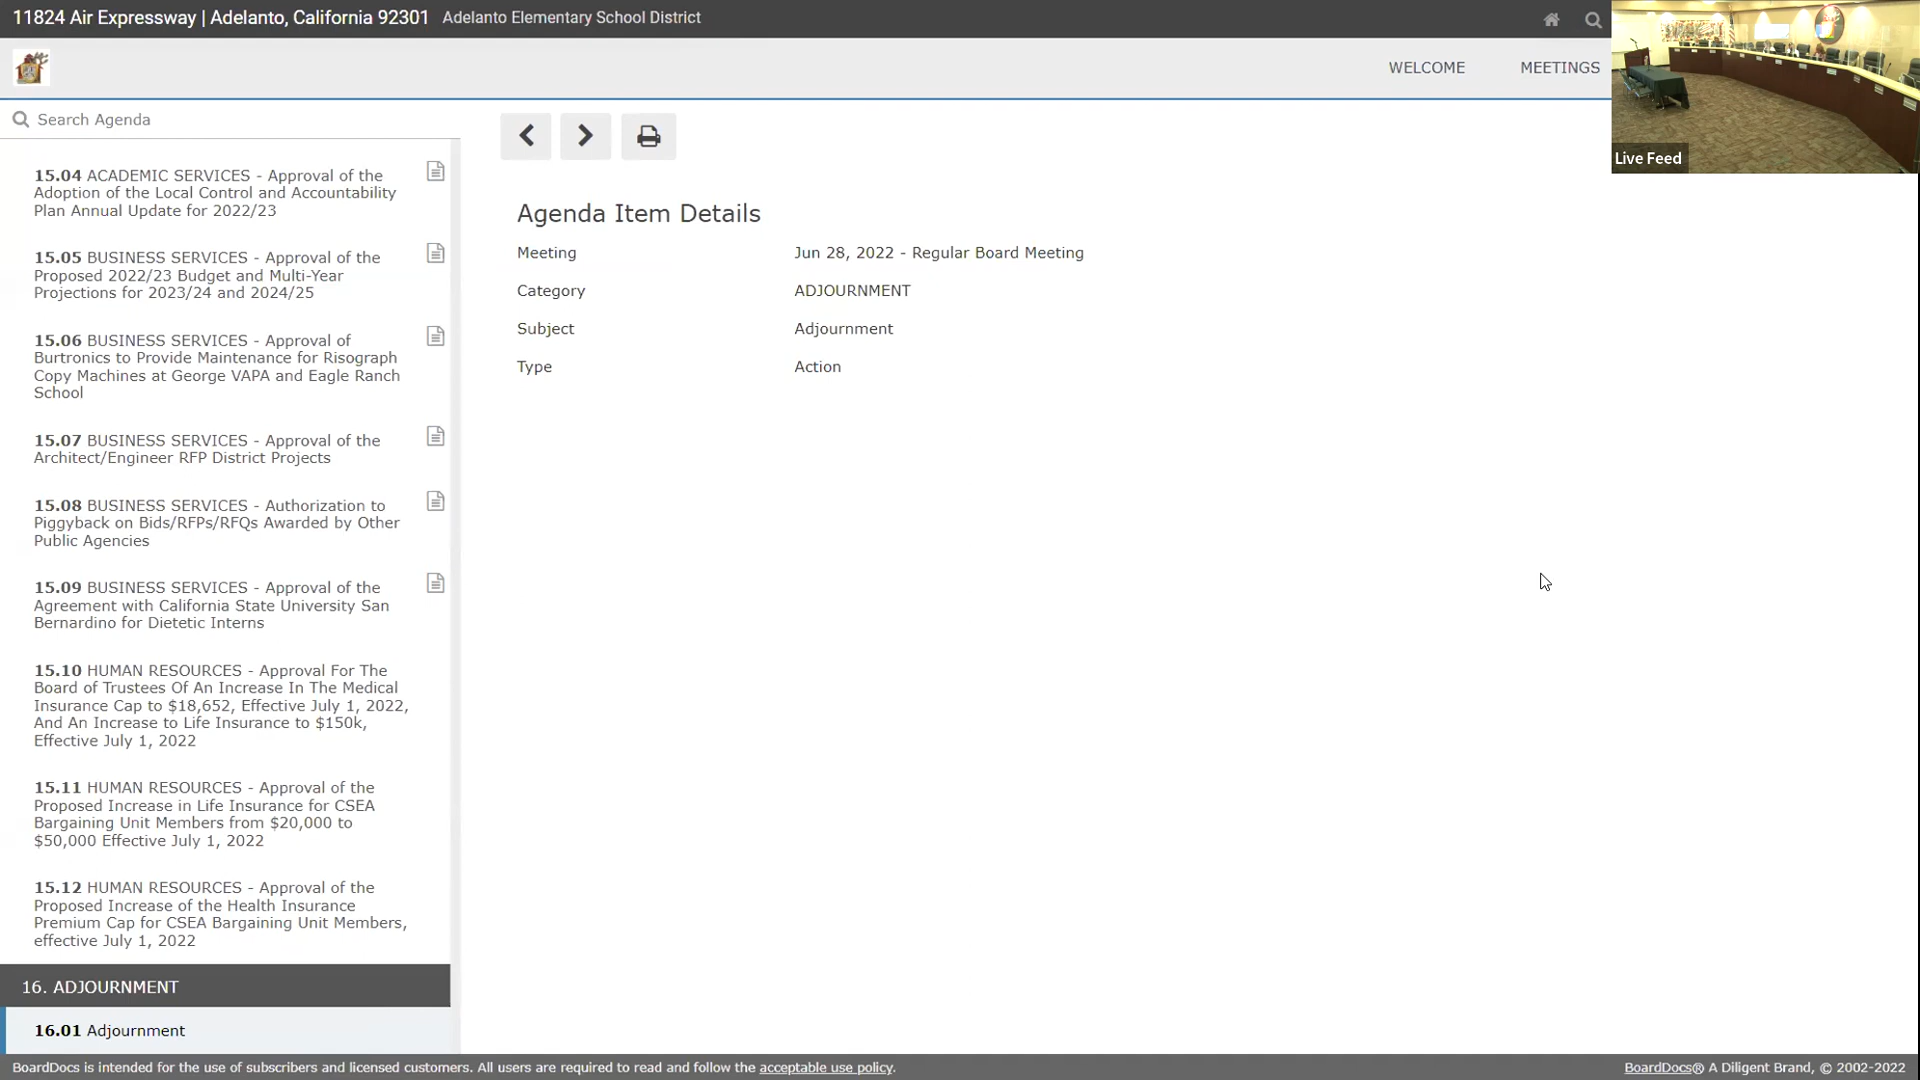 11824 Air Expressway | Adelanto, California 92301 Adelanto Elementary School District
WELCOME MEETINGS
Live Feed
Search Agenda
15.04 ACADEMIC SERVICES - Approval of the
Adoption of the Local Control and Accountability
Plan Annual Update for 2022/23
15.05 BUSINESS SERVICES - Approval of the
Proposed 2022/23 Budget and Multi-Year
Projections for 2023/24 and 2024/25
15.06 BUSINESS SERVICES - Approval of
Burtronics to Provide Maintenance for Risograph
Copy Machines at George VAPA and Eagle Ranch
School
15.07 BUSINESS SERVICES - Approval of the
Architect/Engineer RFP District Projects
15.08 BUSINESS SERVICES - Authorization to
Piggyback on Bids/RFPs/RFQs Awarded by Other
Public Agencies
15.09 BUSINESS SERVICES - Approval of the
Agreement with California State University San
Bernardino for Dietetic Interns
15.10 HUMAN RESOURCES - Approval For The
Board of Trustees Of An Increase In The Medical
Insurance Cap to $18,652, Effective July 1, 2022,
And An Increase to Life Insurance to $150k,
Effective July 1, 2022
15.11 HUMAN RESOURCES - Approval of the
Proposed Increase in Life Insurance for CSEA
Bargaining Unit Members from $20,000 to
$50,000 Effective July 1, 2022
15.12 HUMAN RESOURCES - Approval of the
Proposed Increase of the Health Insurance
Premium Cap for CSEA Bargaining Unit Members,
effective July 1, 2022
16. ADJOURNMENT
16.01 Adjournment
Agenda Item Details
Meeting Jun 28, 2022 - Regular Board Meeting
Category ADJOURNMENT
Subject Adjournment
Type Action
BoardDocs is intended for the use of subscribers and licensed customers. All users are required to read and follow the acceptable use policy.
BoardDocs® A Diligent Brand, © 2002-2022